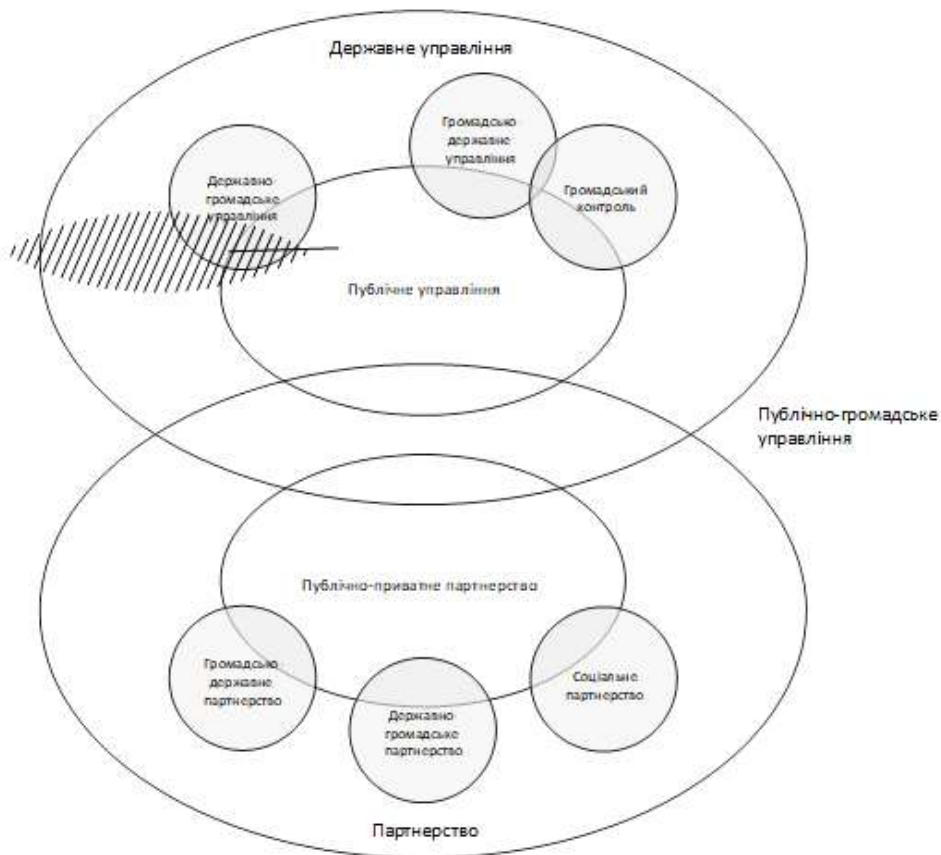 Державне управління
Громадсько
державне
управління
Державно
громадське
управління
Громадський
контроль
Публічне управління
Публічно-громадське
управління
Публічно-приватне партнерство
Громадсько
державне
партнерство
Соціальне
партнерство
Державно
громадське
партнерство
Партнерство